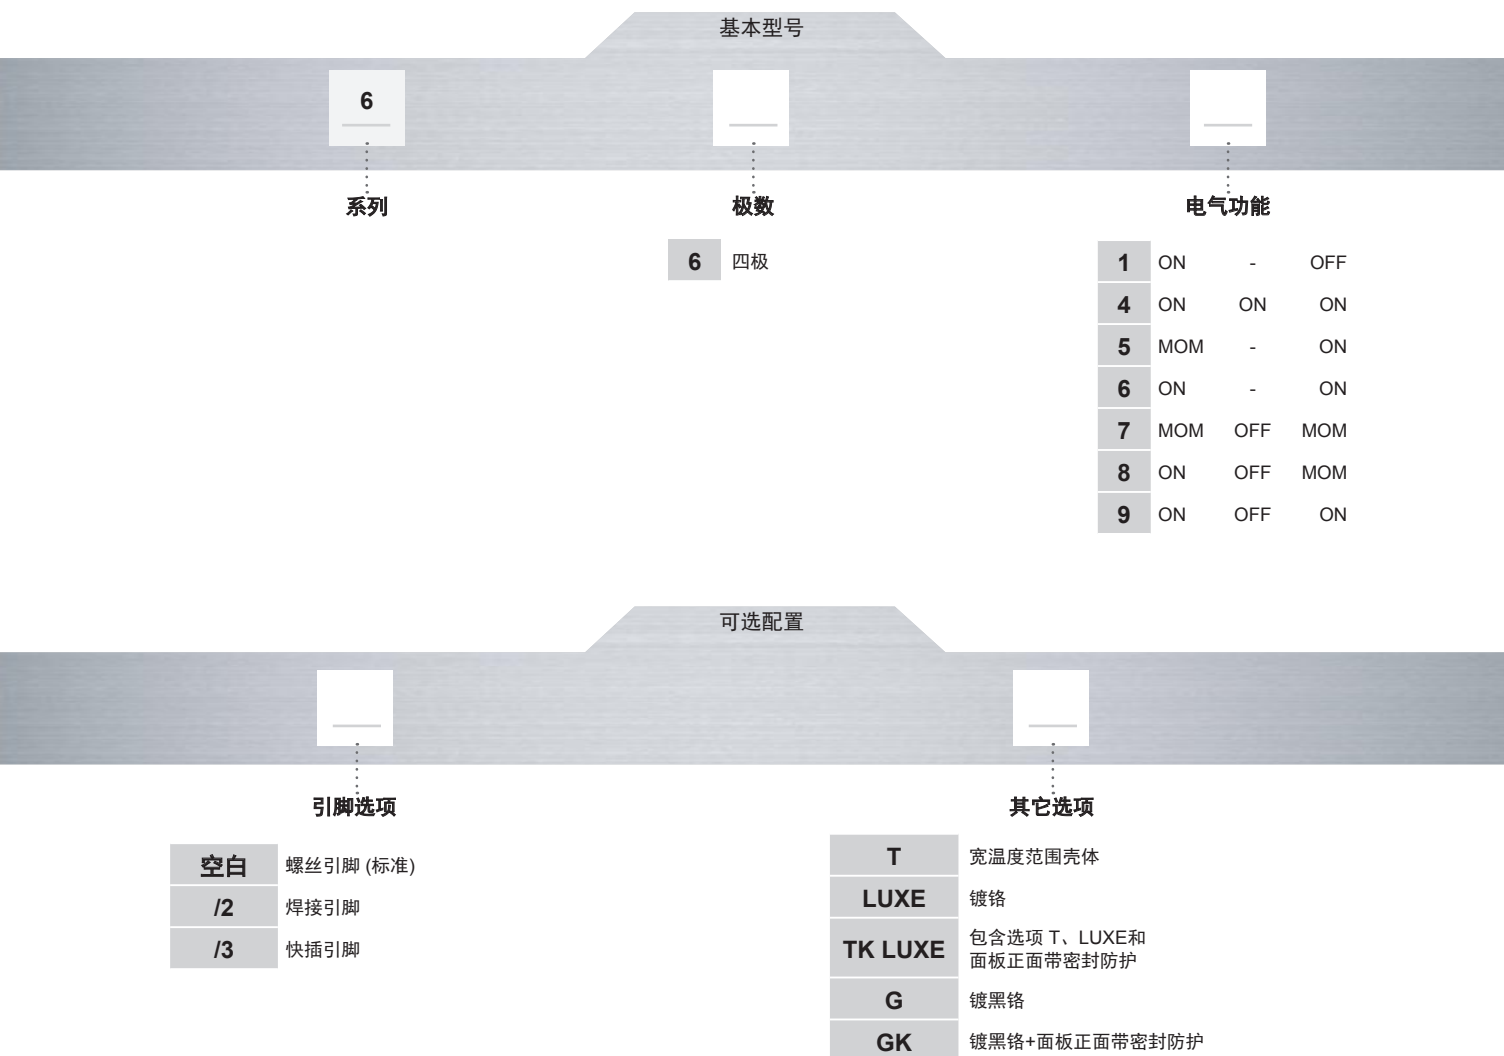 基本型号
6
系列
极数
电气功能
6 四极
1 ON - OFF
4 ON ON ON
5 MOM - ON
6 ON - ON
7 MOM OFF MOM
8 ON OFF MOM
9 ON OFF ON
可选配置
引脚选项
空白 螺丝引脚 (标准)
/2 焊接引脚
/3 快插引脚
其它选项
T 宽温度范围壳体
LUXE 镀铬
TK LUXE 包含选项 T、LUXE和
面板正面带密封防护
G 镀黑铬
GK 镀黑铬+面板正面带密封防护